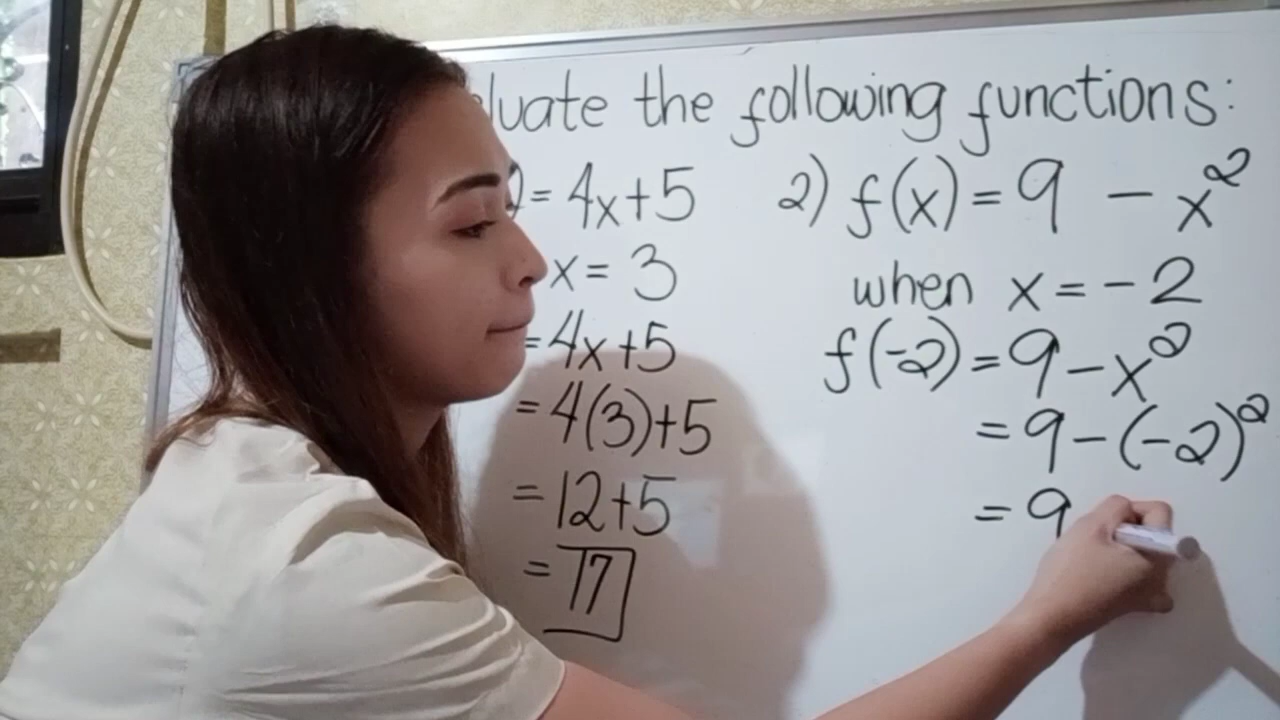 the following functions:
= 4x+5
x = 3
=4x+5
= 4(3)+5
= 12+5
= 17
2) f(x) = 9 - x²
when x = -2
f(-2) = 9 - x²
= 9 - (-2)²
= 9